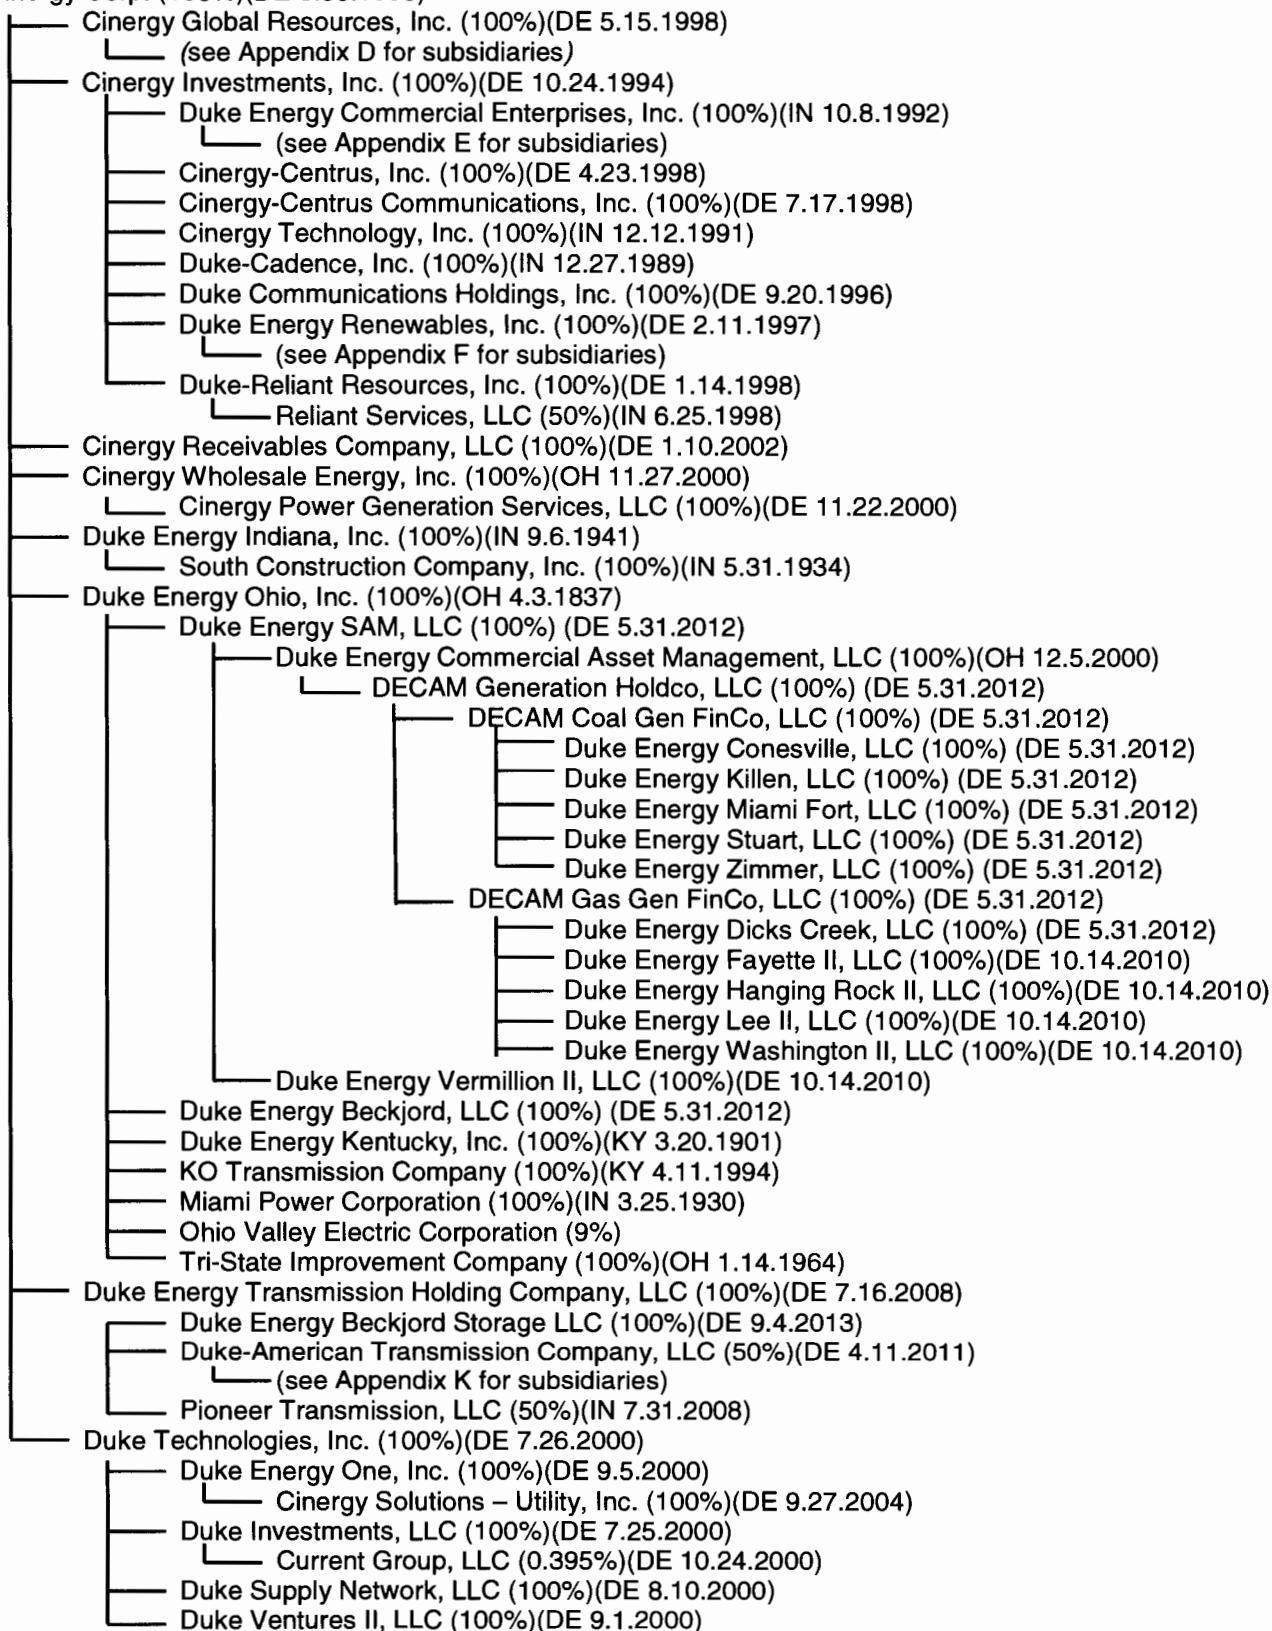 Cinergy Global Resources, Inc. (100%)(DE 5.15.1998)
(see Appendix D for subsidiaries)
Cinergy Investments, Inc. (100%)(DE 10.24.1994)
Duke Energy Commercial Enterprises, Inc. (100%)(IN 10.8.1992)
(see Appendix E for subsidiaries)
Cinergy-Centrus, Inc. (100%)(DE 4.23.1998)
Cinergy-Centrus Communications, Inc. (100%)(DE 7.17.1998)
Cinergy Technology, Inc. (100%)(IN 12.12.1991)
Duke-Cadence, Inc. (100%)(IN 12.27.1989)
Duke Communications Holdings, Inc. (100%)(DE 9.20.1996)
Duke Energy Renewables, Inc. (100%)(DE 2.11.1997)
(see Appendix F for subsidiaries)
Duke-Reliant Resources, Inc. (100%)(DE 1.14.1998)
Reliant Services, LLC (50%)(IN 6.25.1998)
Cinergy Receivables Company, LLC (100%)(DE 1.10.2002)
Cinergy Wholesale Energy, Inc. (100%)(OH 11.27.2000)
Cinergy Power Generation Services, LLC (100%)(DE 11.22.2000)
Duke Energy Indiana, Inc. (100%)(IN 9.6.1941)
South Construction Company, Inc. (100%)(IN 5.31.1934)
Duke Energy Ohio, Inc. (100%)(OH 4.3.1837)
Duke Energy SAM, LLC (100%) (DE 5.31.2012)
Duke Energy Commercial Asset Management, LLC (100%)(OH 12.5.2000)
DECAM Generation Holdco, LLC (100%) (DE 5.31.2012)
DECAM Coal Gen FinCo, LLC (100%) (DE 5.31.2012)
Duke Energy Conesville, LLC (100%) (DE 5.31.2012)
Duke Energy Killen, LLC (100%) (DE 5.31.2012)
Duke Energy Miami Fort, LLC (100%) (DE 5.31.2012)
Duke Energy Stuart, LLC (100%) (DE 5.31.2012)
Duke Energy Zimmer, LLC (100%) (DE 5.31.2012)
DECAM Gas Gen FinCo, LLC (100%) (DE 5.31.2012)
Duke Energy Dicks Creek, LLC (100%) (DE 5.31.2012)
Duke Energy Fayette II, LLC (100%)(DE 10.14.2010)
Duke Energy Hanging Rock II, LLC (100%)(DE 10.14.2010)
Duke Energy Lee II, LLC (100%)(DE 10.14.2010)
Duke Energy Washington II, LLC (100%)(DE 10.14.2010)
Duke Energy Vermillion II, LLC (100%)(DE 10.14.2010)
Duke Energy Beckjord, LLC (100%) (DE 5.31.2012)
Duke Energy Kentucky, Inc. (100%)(KY 3.20.1901)
KO Transmission Company (100%)(KY 4.11.1994)
Miami Power Corporation (100%)(IN 3.25.1930)
Ohio Valley Electric Corporation (9%)
Tri-State Improvement Company (100%)(OH 1.14.1964)
Duke Energy Transmission Holding Company, LLC (100%)(DE 7.16.2008)
Duke Energy Beckjord Storage LLC (100%)(DE 9.4.2013)
Duke-American Transmission Company, LLC (50%)(DE 4.11.2011)
(see Appendix K for subsidiaries)
Pioneer Transmission, LLC (50%)(IN 7.31.2008)
Duke Technologies, Inc. (100%)(DE 7.26.2000)
Duke Energy One, Inc. (100%)(DE 9.5.2000)
Cinergy Solutions – Utility, Inc. (100%)(DE 9.27.2004)
Duke Investments, LLC (100%)(DE 7.25.2000)
Current Group, LLC (0.395%)(DE 10.24.2000)
Duke Supply Network, LLC (100%)(DE 8.10.2000)
Duke Ventures II, LLC (100%)(DE 9.1.2000)